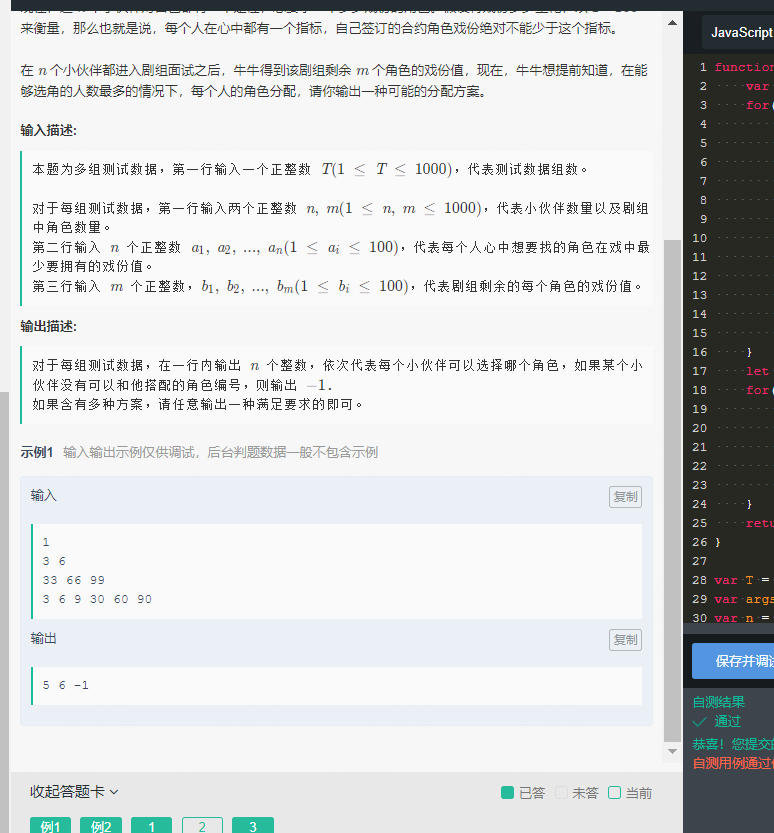 来衡量，那么也就是说，每个人在心中都有一个指标，自己签订的合约角色戏份绝对不能少于这个指标。
在 n 个小伙伴都进入剧组面试之后，牛牛得到该剧组剩余 m 个角色的戏份值，现在，牛牛想提前知道，在能
够选角的人数最多的情况下，每个人的角色分配，请你输出一种可能的分配方案。
输入描述:
本题为多组测试数据，第一行输入一个正整数 T(1 ≤ T ≤ 1000)，代表测试数据组数。
对于每组测试数据，第一行输入两个正整数 n, m(1 ≤ n, m ≤ 1000)，代表小伙伴数量以及剧组
中角色数量。
第二行输入 n 个正整数 a1, a2, ..., an(1 ≤ ai ≤ 100)，代表每个人心中想要找的角色在戏中最
少要拥有的戏份值。
第三行输入 m 个正整数，b1, b2, ..., bm(1 ≤ bi ≤ 100)，代表剧组剩余的每个角色的戏份值。
输出描述:
对于每组测试数据，在一行内输出 n 个整数，依次代表每个小伙伴可以选择哪个角色，如果某个小
伙伴没有可以和他搭配的角色编号，则输出 −1.
如果含有多种方案，请任意输出一种满足要求的即可。
示例1 输入输出示例仅供调试，后台判题数据一般不包含示例
输入 复制
1
3 6
33 66 99
3 6 9 30 60 90
输出 复制
5 6 -1
收起答题卡 已答 未答 当前
例1 例2 1 2 3
JavaScript
1 function
2 var
3 for(
4
5
6
7
8
9
10
11
12
13
14
15
16 }
17 let
18 for(
19
20
21
22
23
24 }
25 retu
26 }
27
28 var T =
29 var args
30 var n =
保存并调试
自测结果
通过
恭喜！您提交的
自测用例通过